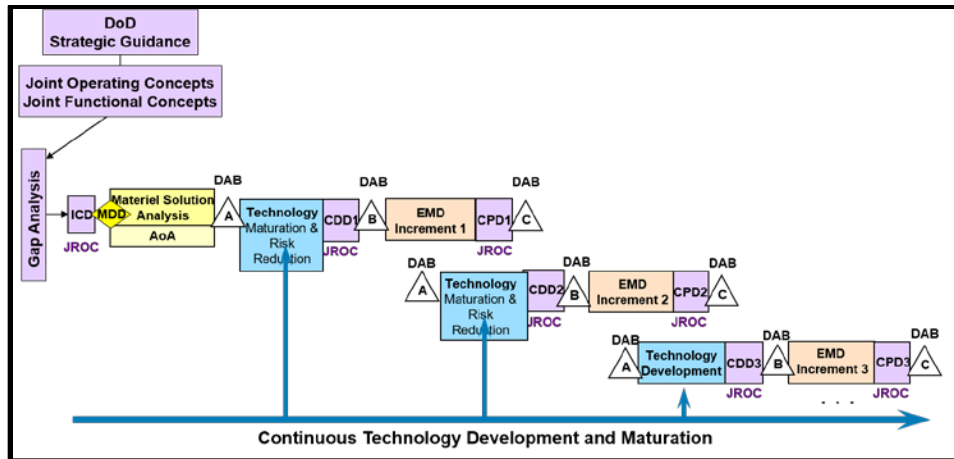 DoD
Strategic Guidance
Joint Operating Concepts
Joint Functional Concepts
Gap Analysis
ICD
JROC
MDD
Materiel Solution
Analysis
AoA
DAB
A
Technology
Maturation &
Risk
Reduction
CDD1
JROC
DAB
B
EMD
Increment 1
CPD1
JROC
DAB
C
DAB
A
Technology
Maturation &
Risk
Reduction
CDD2
JROC
DAB
B
EMD
Increment 2
CPD2
JROC
DAB
C
DAB
A
Technology
Development
CDD3
JROC
DAB
B
EMD
Increment 3
CPD3
JROC
DAB
C
. . .
Continuous Technology Development and Maturation